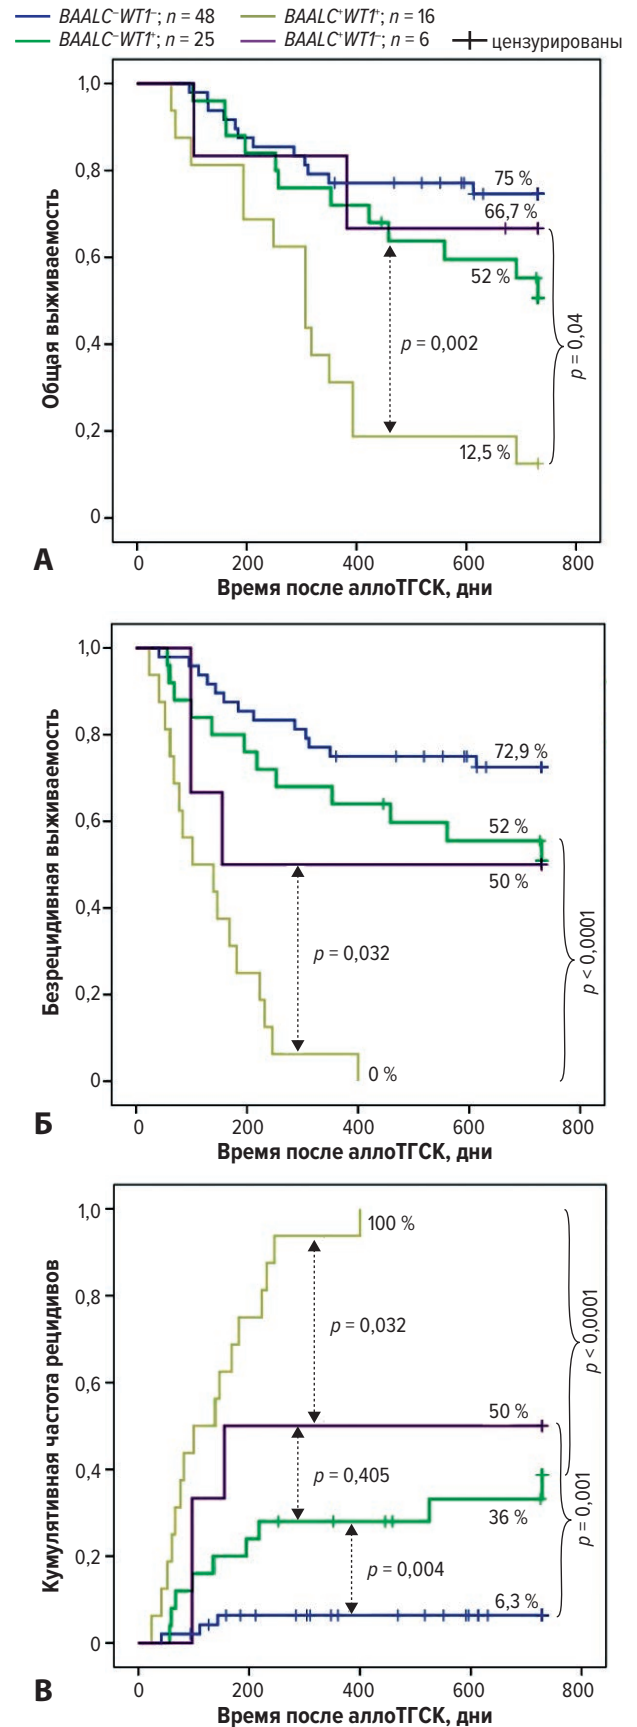 BAALC⁻WT1⁻; n = 48
BAALC⁺WT1⁺; n = 16
BAALC⁻WT1⁺; n = 25
BAALC⁺WT1⁻; n = 6
цензурированы
Общая выживаемость
1,0
0,8
0,6
0,4
0,2
0
75 %
66,7 %
52 %
p = 0,002
p = 0,04
12,5 %
0 200 400 600 800
Время после аллоТГСК, дни
А
Безрецидивная выживаемость
1,0
0,8
0,6
0,4
0,2
0
72,9 %
52 %
50 %
p = 0,032
p < 0,0001
0 %
0 200 400 600 800
Время после аллоТГСК, дни
Б
Кумулятивная частота рецидивов
1,0
0,8
0,6
0,4
0,2
0
100 %
p = 0,032
p < 0,0001
50 %
p = 0,405
36 %
p = 0,001
p = 0,004
6,3 %
0 200 400 600 800
Время после аллоТГСК, дни
В